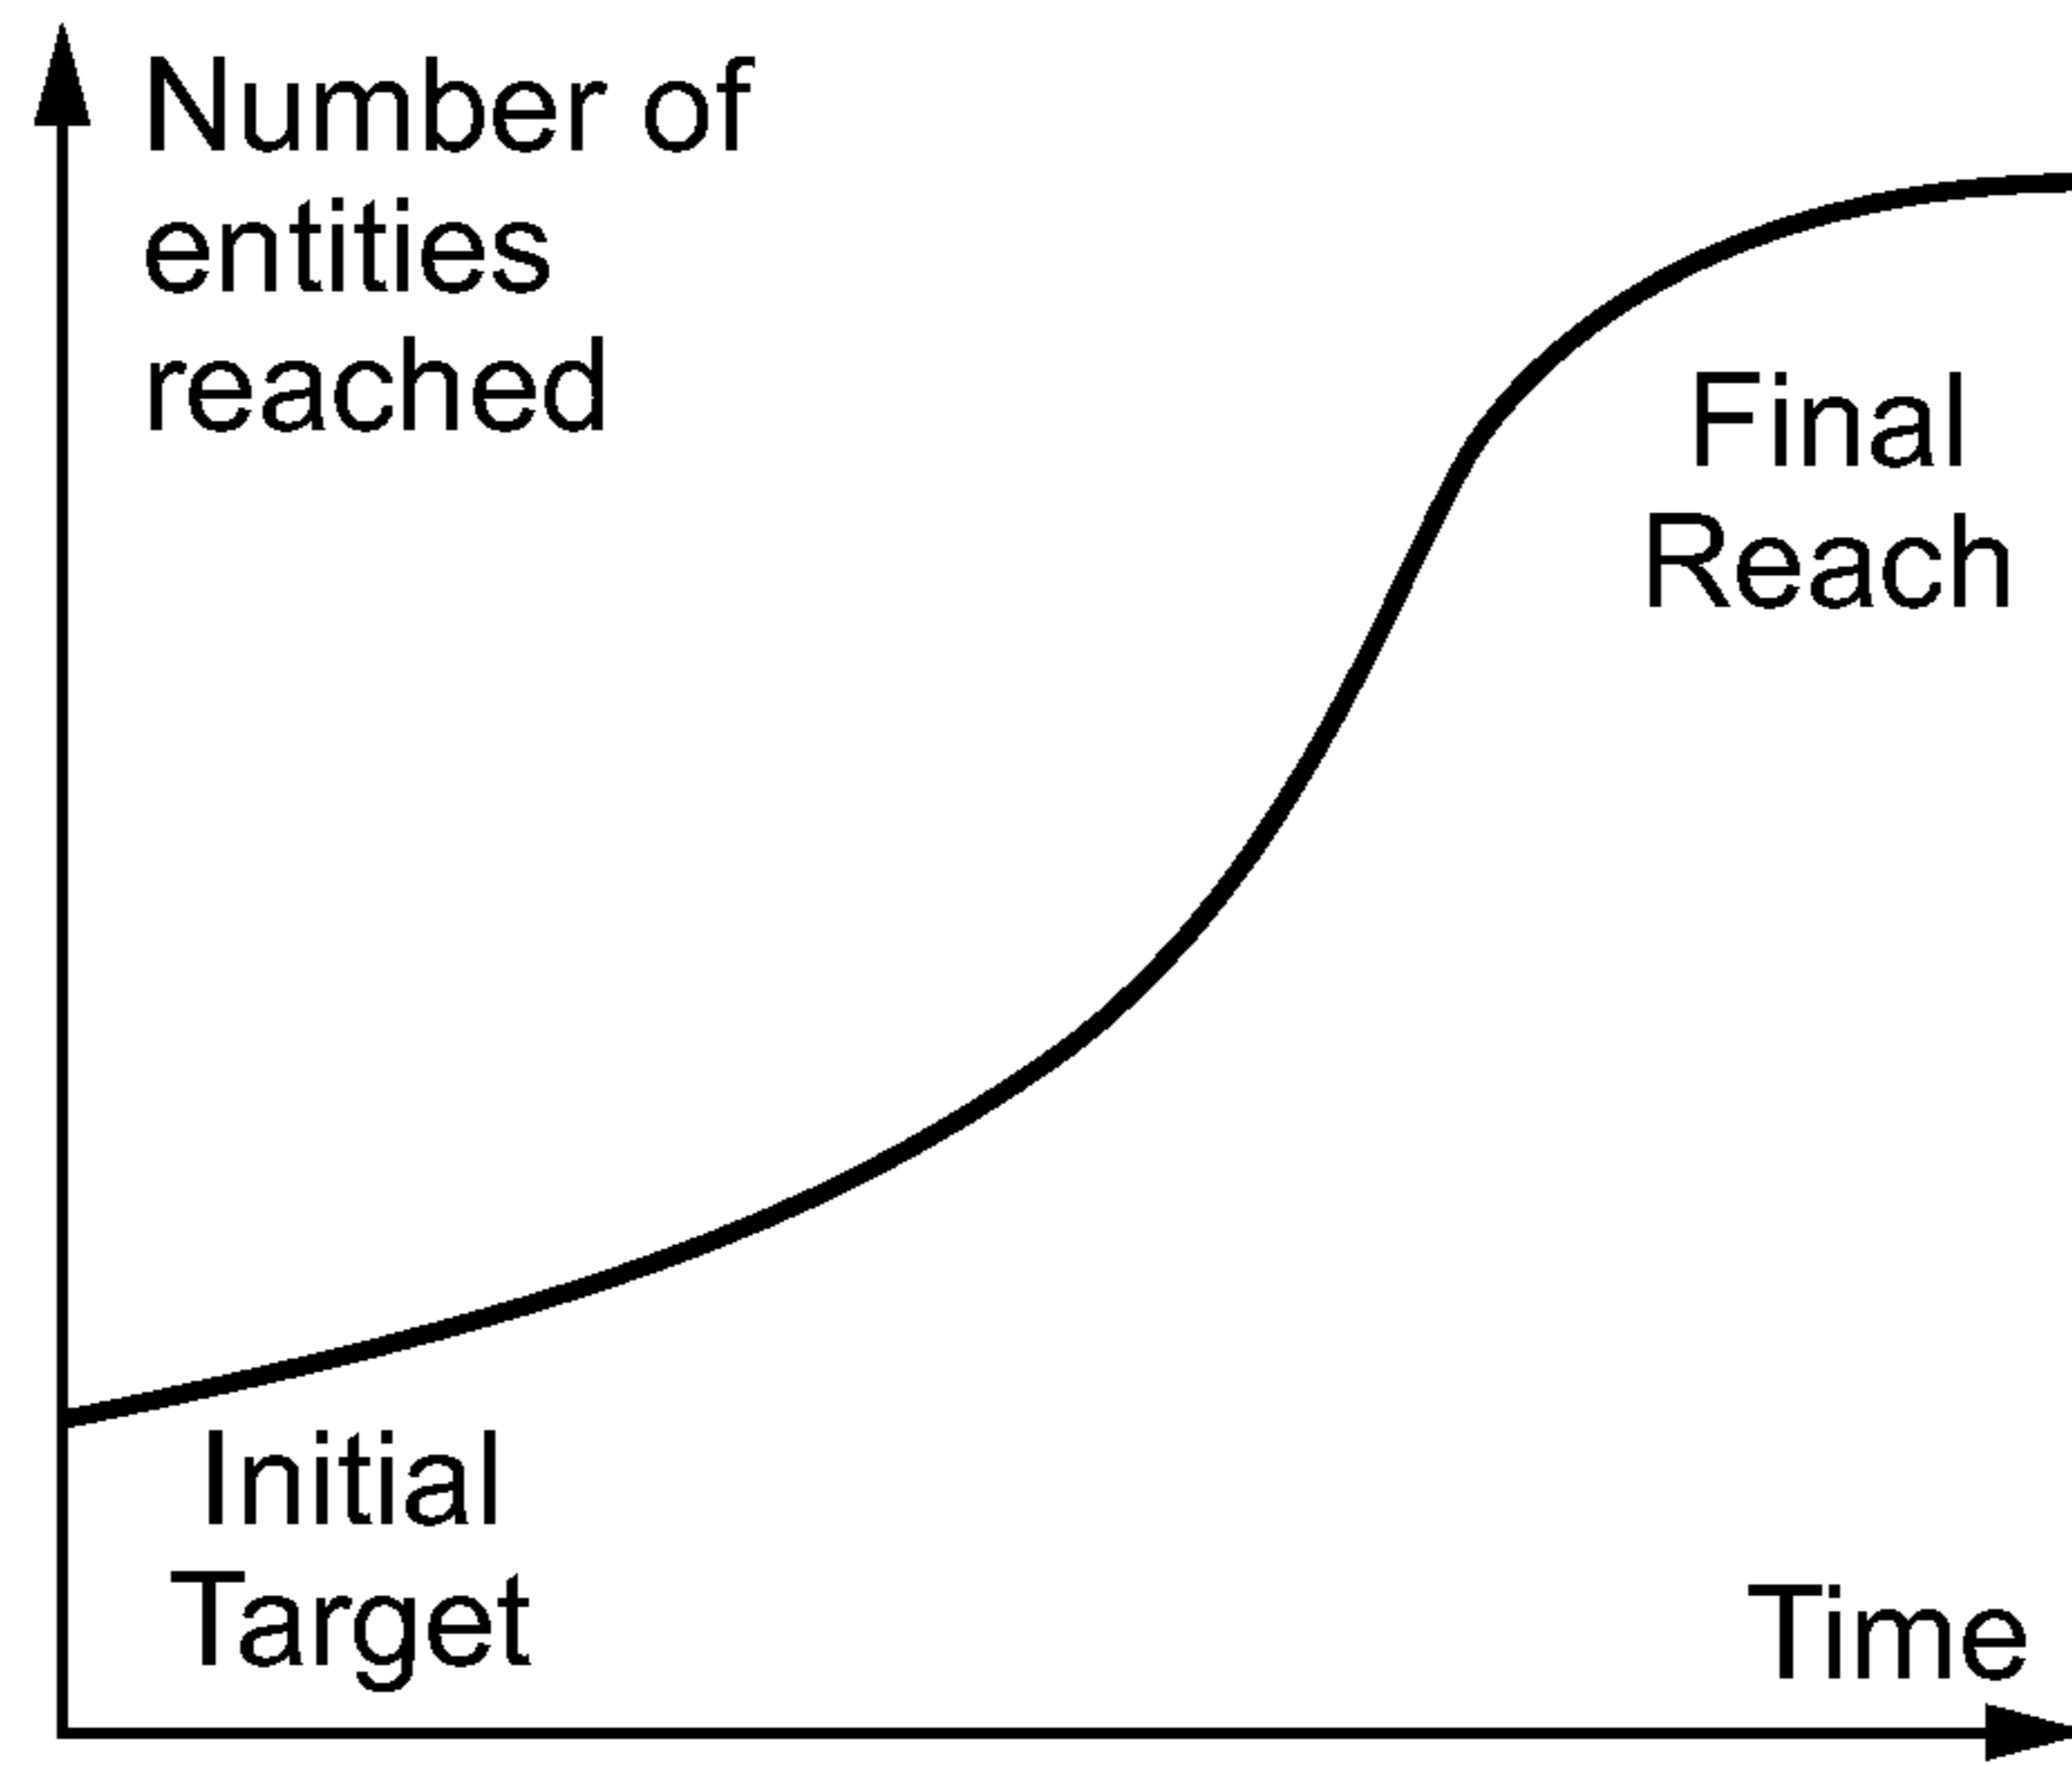 Number of
entities
reached
Final
Reach
Initial
Target
Time